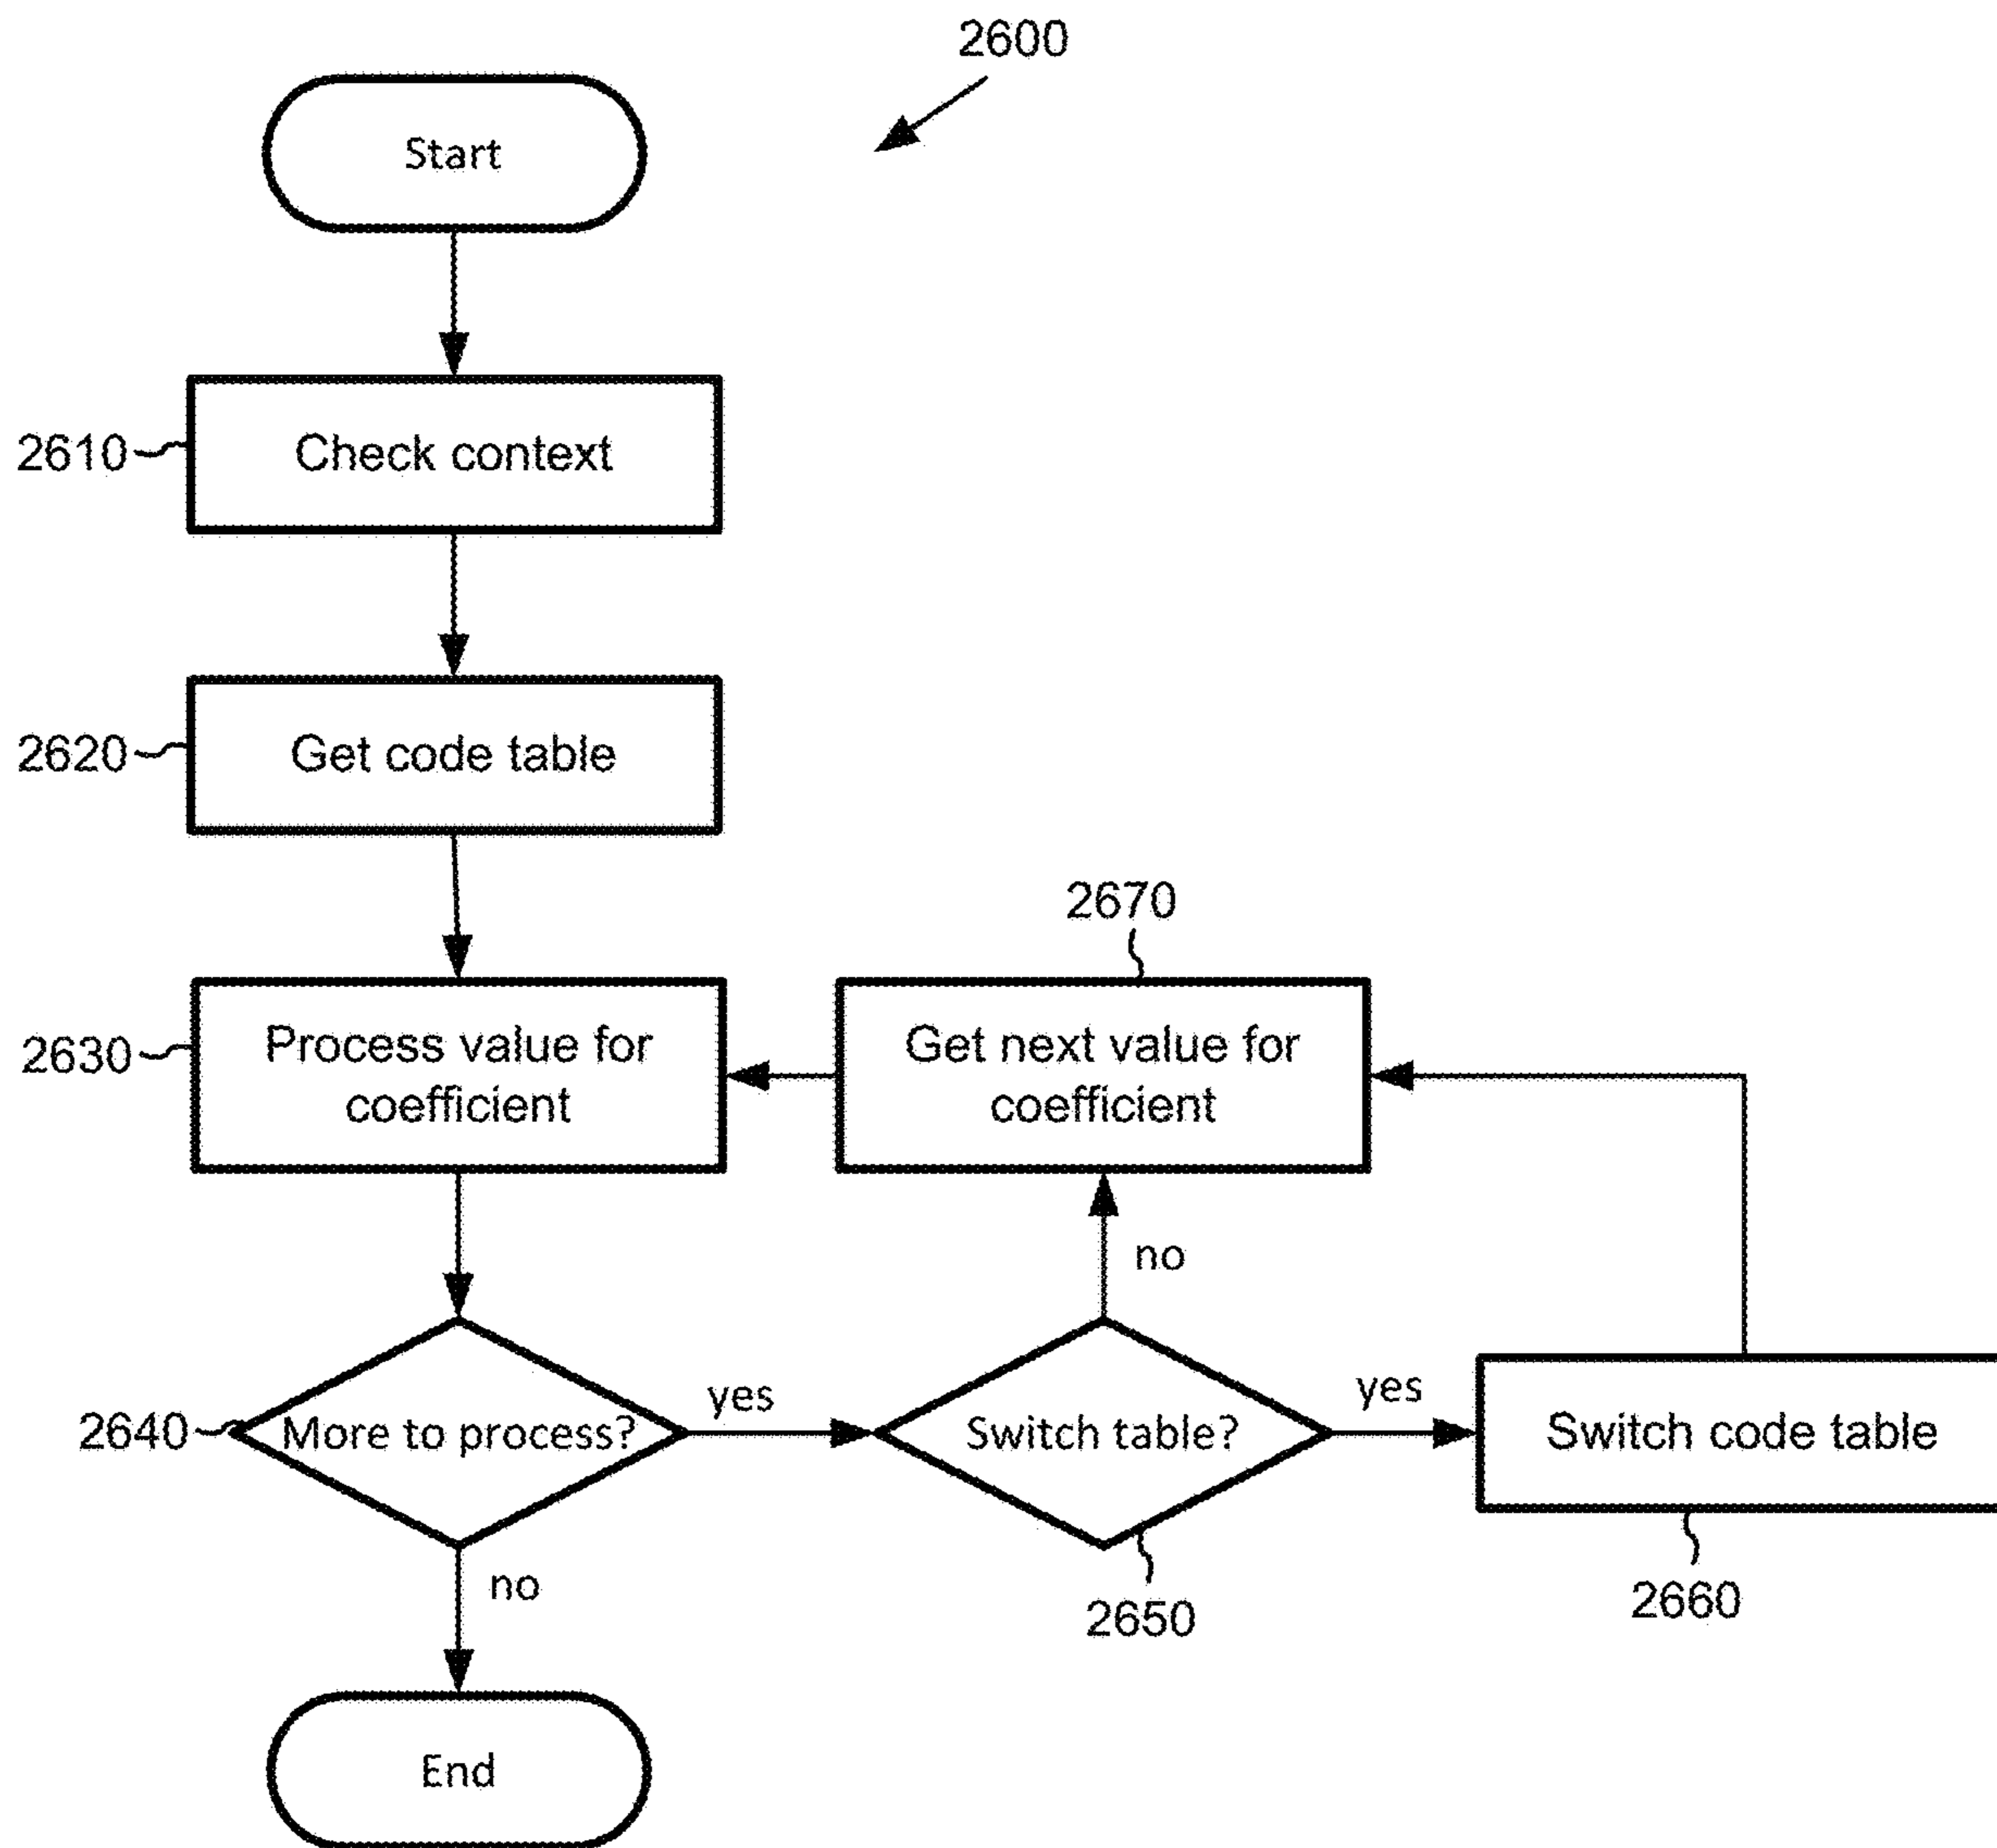 2600
Start
2610
Check context
2620
Get code table
2670
2630
Process value for
coefficient
Get next value for
coefficient
no
2640
More to process?
yes
Switch table?
yes
Switch code table
no
2650
2660
End